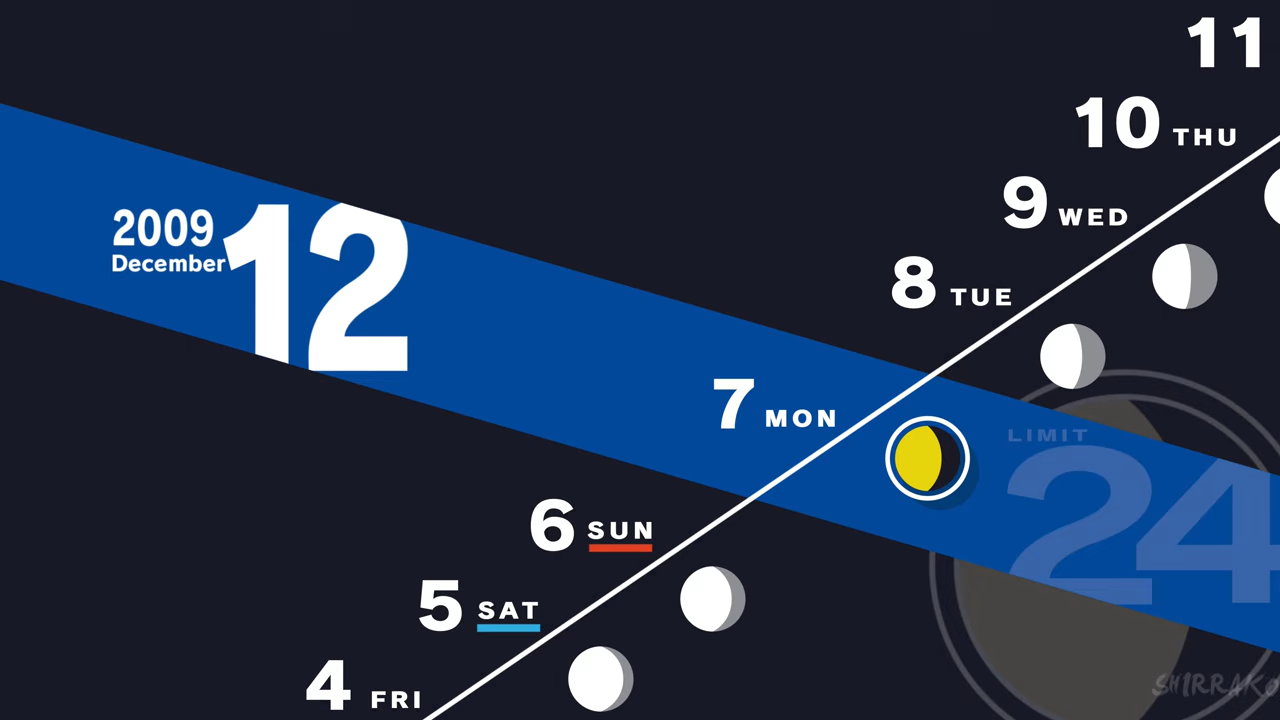 11
10 THU
9 WED
2009
December
12
8 TUE
7 MON
LIMIT
24
6 SUN
5 SAT
4 FRI
SHIRRAKO